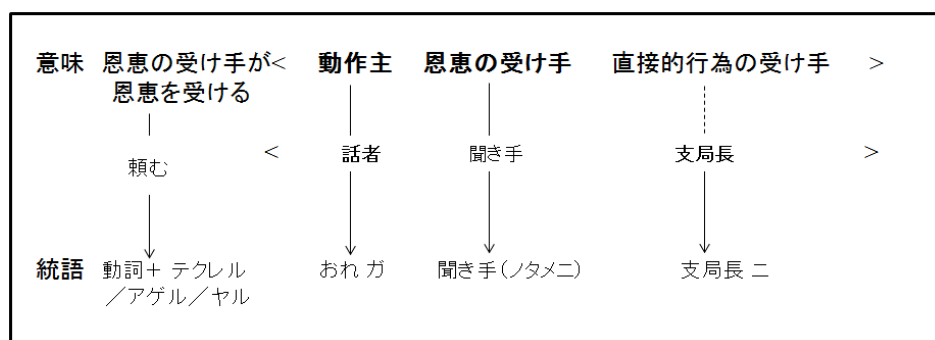 意味 恩恵の受け手が< 動作主 恩恵の受け手 直接的行為の受け手 >
恩恵を受ける
頼む < 話者 聞き手 支局長 >
統語 動詞+ テクレル おれ ガ 聞き手(ノタメニ) 支局長 ニ
/アゲル/ヤル